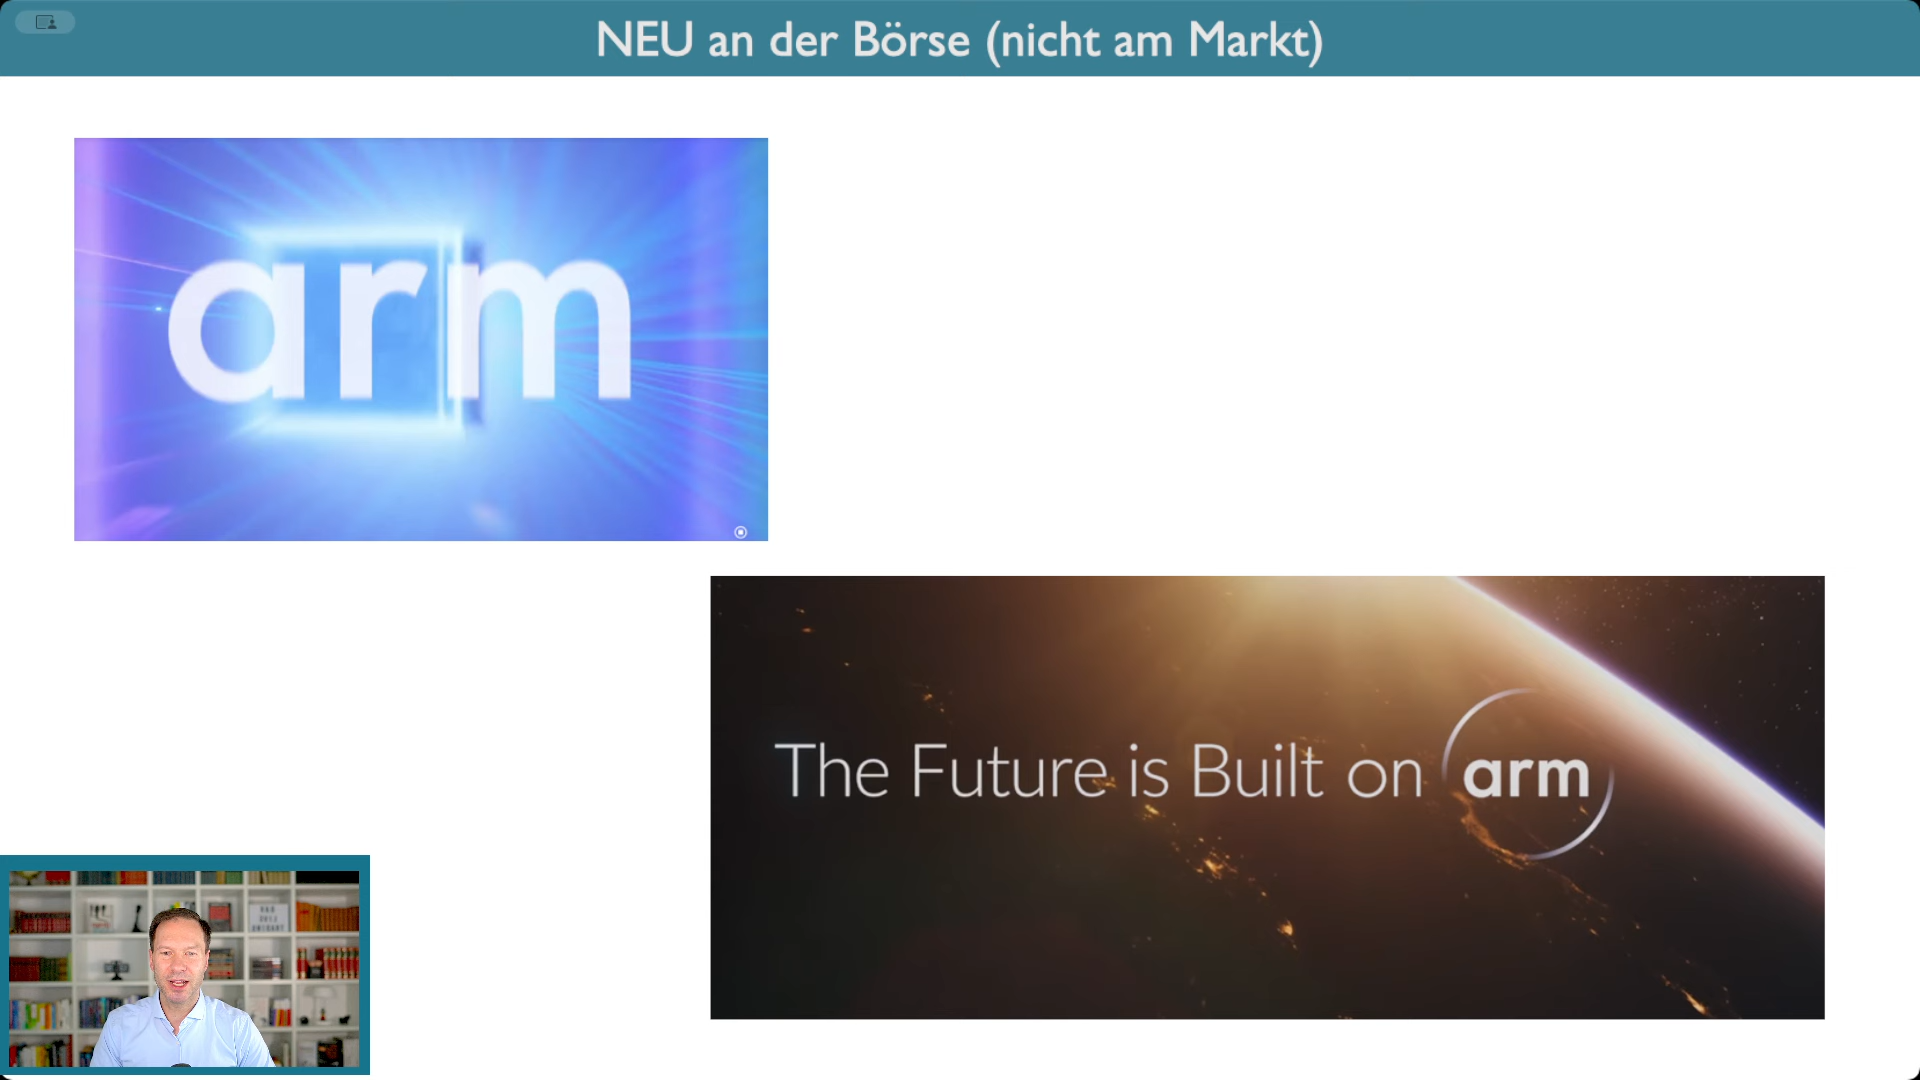 NEU an der Börse (nicht am Markt)
arm
The Future is Built on arm